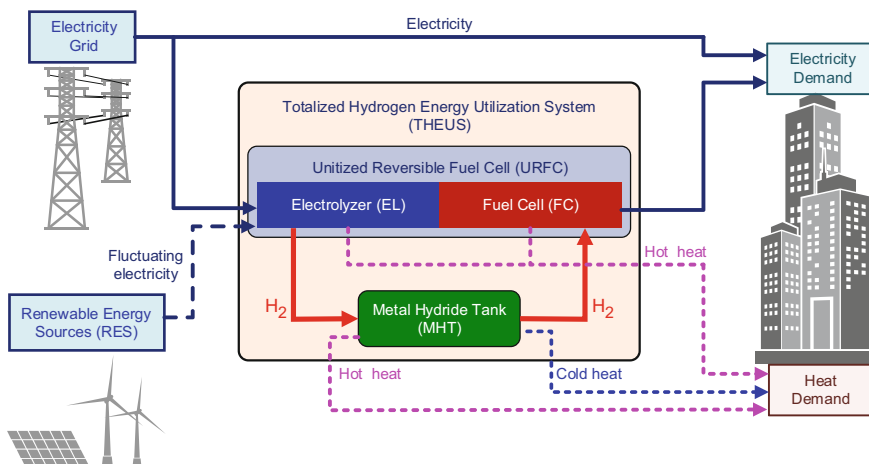 Electricity
Grid
Electricity
Electricity
Demand
Totalized Hydrogen Energy Utilization System
(THEUS)
Unitized Reversible Fuel Cell (URFC)
Electrolyzer (EL)
Fuel Cell (FC)
Fluctuating
electricity
Hot heat
H2
H2
Renewable Energy
Sources (RES)
Metal Hydride Tank
(MHT)
Hot heat
Cold heat
Heat
Demand